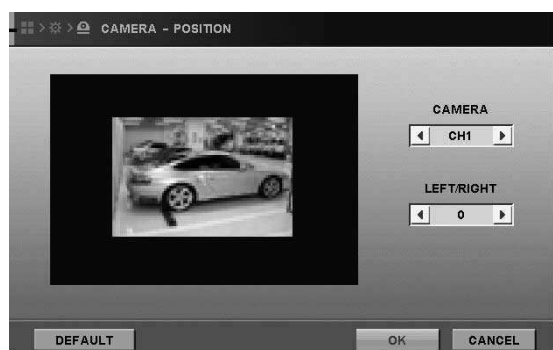 CAMERA - POSITION
CAMERA
CH1
LEFT/RIGHT
0
DEFAULT
OK
CANCEL